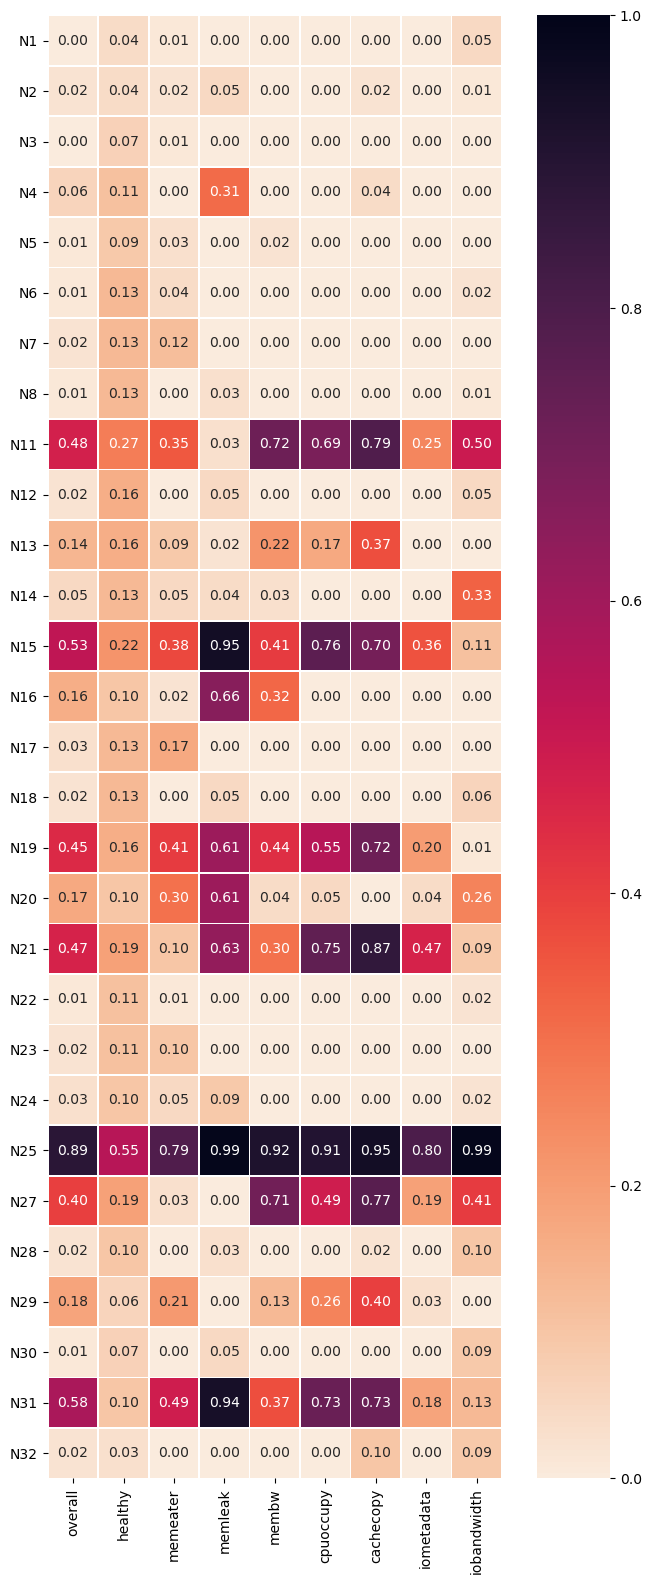 N1 0.00 0.04 0.01 0.00 0.00 0.00 0.00 0.00 0.05
N2 0.02 0.04 0.02 0.05 0.00 0.00 0.02 0.00 0.01
N3 0.00 0.07 0.01 0.00 0.00 0.00 0.00 0.00 0.00
N4 0.06 0.11 0.00 0.31 0.00 0.00 0.04 0.00 0.00
N5 0.01 0.09 0.03 0.00 0.02 0.00 0.00 0.00 0.00
N6 0.01 0.13 0.04 0.00 0.00 0.00 0.00 0.00 0.02
N7 0.02 0.13 0.12 0.00 0.00 0.00 0.00 0.00 0.00
N8 0.01 0.13 0.00 0.03 0.00 0.00 0.00 0.00 0.01
N11 0.48 0.27 0.35 0.03 0.72 0.69 0.79 0.25 0.50
N12 0.02 0.16 0.00 0.05 0.00 0.00 0.00 0.00 0.05
N13 0.14 0.16 0.09 0.02 0.22 0.17 0.37 0.00 0.00
N14 0.05 0.13 0.05 0.04 0.03 0.00 0.00 0.00 0.33
N15 0.53 0.22 0.38 0.95 0.41 0.76 0.70 0.36 0.11
N16 0.16 0.10 0.02 0.66 0.32 0.00 0.00 0.00 0.00
N17 0.03 0.13 0.17 0.00 0.00 0.00 0.00 0.00 0.00
N18 0.02 0.13 0.00 0.05 0.00 0.00 0.00 0.00 0.06
N19 0.45 0.16 0.41 0.61 0.44 0.55 0.72 0.20 0.01
N20 0.17 0.10 0.30 0.61 0.04 0.05 0.00 0.04 0.26
N21 0.47 0.19 0.10 0.63 0.30 0.75 0.87 0.47 0.09
N22 0.01 0.11 0.01 0.00 0.00 0.00 0.00 0.00 0.02
N23 0.02 0.11 0.10 0.00 0.00 0.00 0.00 0.00 0.00
N24 0.03 0.10 0.05 0.09 0.00 0.00 0.00 0.00 0.02
N25 0.89 0.55 0.79 0.99 0.92 0.91 0.95 0.80 0.99
N27 0.40 0.19 0.03 0.00 0.71 0.49 0.77 0.19 0.41
N28 0.02 0.10 0.00 0.03 0.00 0.00 0.02 0.00 0.10
N29 0.18 0.06 0.21 0.00 0.13 0.26 0.40 0.03 0.00
N30 0.01 0.07 0.00 0.05 0.00 0.00 0.00 0.00 0.09
N31 0.58 0.10 0.49 0.94 0.37 0.73 0.73 0.18 0.13
N32 0.02 0.03 0.00 0.00 0.00 0.00 0.10 0.00 0.09
overall healthy memeater memleak membw cpuoccupy cachecopy iometadata iobandwidth
1.0
0.8
0.6
0.4
0.2
0.0